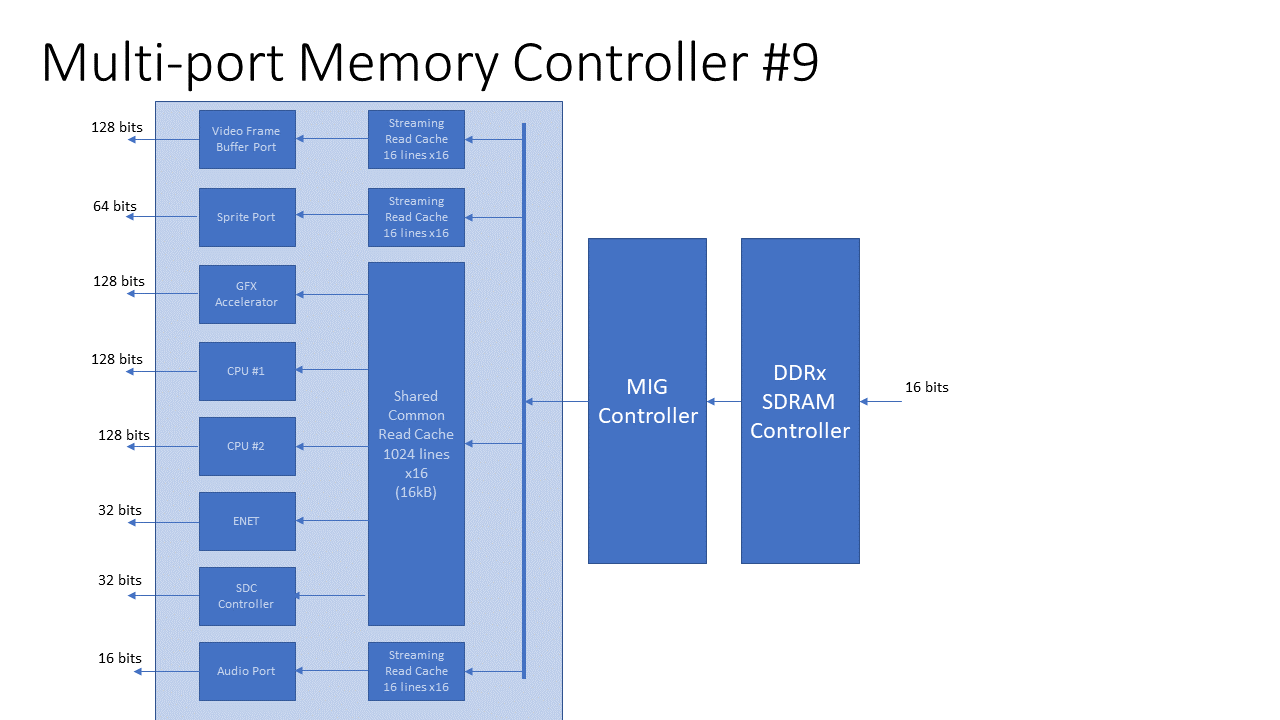 Multi-port Memory Controller #9
128 bits
Video Frame
Buffer Port
Streaming
Read Cache
16 lines x16
64 bits
Sprite Port
Streaming
Read Cache
16 lines x16
128 bits
GFX
Accelerator
128 bits
CPU #1
128 bits
CPU #2
32 bits
ENET
32 bits
SDC
Controller
Shared
Common
Read Cache
1024 lines
x16
(16kB)
16 bits
Audio Port
Streaming
Read Cache
16 lines x16
MIG
Controller
DDRx
SDRAM
Controller
16 bits